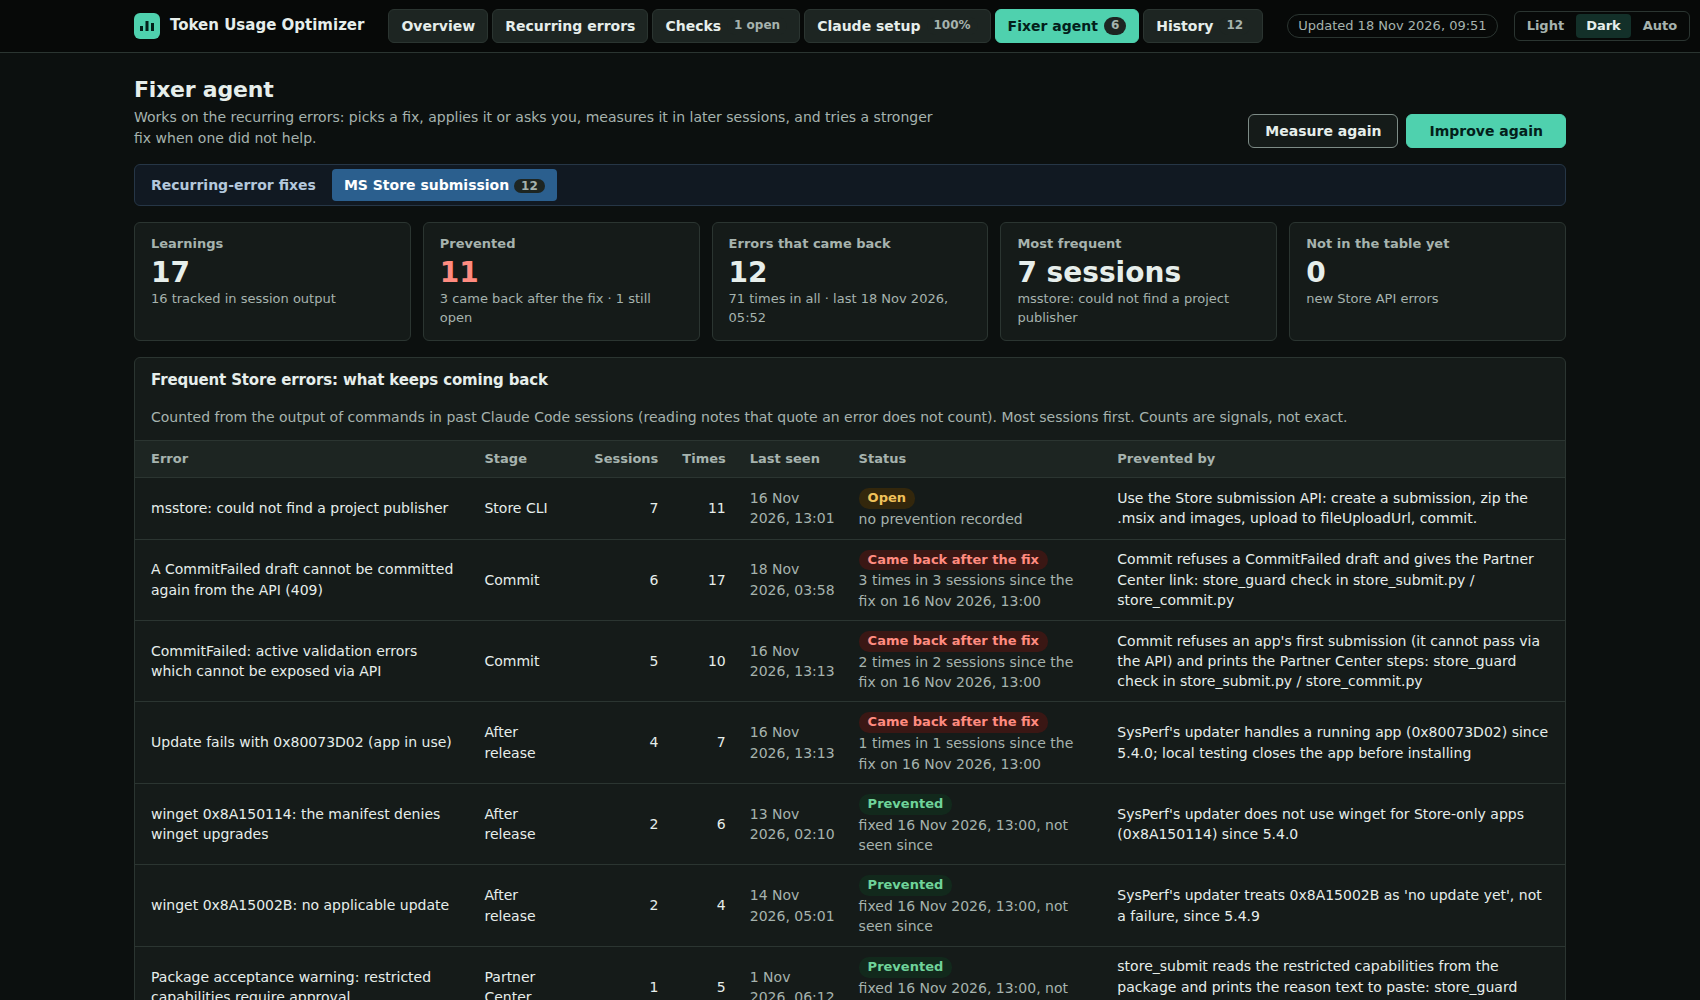 Token Usage Optimizer
Overview
Recurring errors
Checks 1 open
Claude setup 100%
Fixer agent 6
History 12
Updated 18 Nov 2026, 09:51
Light Dark Auto
Fixer agent
Works on the recurring errors: picks a fix, applies it or asks you, measures it in later sessions, and tries a stronger
fix when one did not help.
Measure again
Improve again
Recurring-error fixes
MS Store submission 12
Learnings
17
16 tracked in session output
Prevented
11
3 came back after the fix · 1 still
open
Errors that came back
12
71 times in all · last 18 Nov 2026,
05:52
Most frequent
7 sessions
msstore: could not find a project
publisher
Not in the table yet
0
new Store API errors
Frequent Store errors: what keeps coming back
Counted from the output of commands in past Claude Code sessions (reading notes that quote an error does not count). Most sessions first. Counts are signals, not exact.
Error Stage Sessions Times Last seen Status Prevented by
msstore: could not find a project publisher
Store CLI
7
11
16 Nov
2026, 13:01
Open
no prevention recorded
Use the Store submission API: create a submission, zip the
.msix and images, upload to fileUploadUrl, commit.
A CommitFailed draft cannot be committed
again from the API (409)
Commit
6
17
18 Nov
2026, 03:58
Came back after the fix
3 times in 3 sessions since the
fix on 16 Nov 2026, 13:00
Commit refuses a CommitFailed draft and gives the Partner
Center link: store_guard check in store_submit.py /
store_commit.py
CommitFailed: active validation errors
which cannot be exposed via API
Commit
5
10
16 Nov
2026, 13:13
Came back after the fix
2 times in 2 sessions since the
fix on 16 Nov 2026, 13:00
Commit refuses an app's first submission (it cannot pass via
the API) and prints the Partner Center steps: store_guard
check in store_submit.py / store_commit.py
Update fails with 0x80073D02 (app in use)
After
release
4
7
16 Nov
2026, 13:13
Came back after the fix
1 times in 1 sessions since the
fix on 16 Nov 2026, 13:00
SysPerf's updater handles a running app (0x80073D02) since
5.4.0; local testing closes the app before installing
winget 0x8A150114: the manifest denies
winget upgrades
After
release
2
6
13 Nov
2026, 02:10
Prevented
fixed 16 Nov 2026, 13:00, not
seen since
SysPerf's updater does not use winget for Store-only apps
(0x8A150114) since 5.4.0
winget 0x8A15002B: no applicable update
After
release
2
4
14 Nov
2026, 05:01
Prevented
fixed 16 Nov 2026, 13:00, not
seen since
SysPerf's updater treats 0x8A15002B as 'no update yet', not
a failure, since 5.4.9
Package acceptance warning: restricted
capabilities require approval
Partner
Center
1
5
1 Nov
2026, 06:12
Prevented
fixed 16 Nov 2026, 13:00, not
store_submit reads the restricted capabilities from the
package and prints the reason text to paste: store_guard